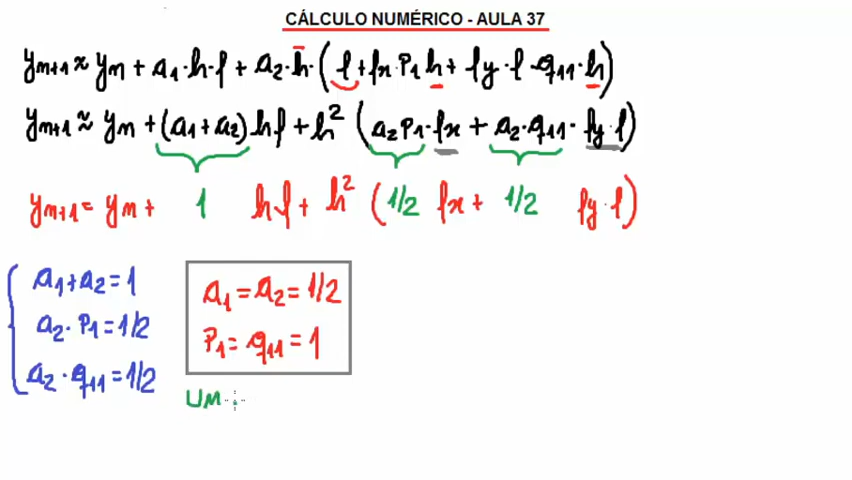 CÁLCULO NUMÉRICO - AULA 37
yₘ₊₁ ≈ yₘ + a₁·h·f + a₂·h·(f + fx·P₁h + fy·f·q₁₁·h)
yₘ₊₁ ≈ yₘ + (a₁+a₂)hf + h²(a₂P₁·fx + a₂·q₁₁·fy·f)
yₘ₊₁ = yₘ + 1 h·f + h²(1/2 fx + 1/2 fy·f)
a₁+a₂=1
a₂·P₁=1/2
a₂·q₁₁=1/2
a₁=a₂=1/2
P₁=q₁₁=1
UM